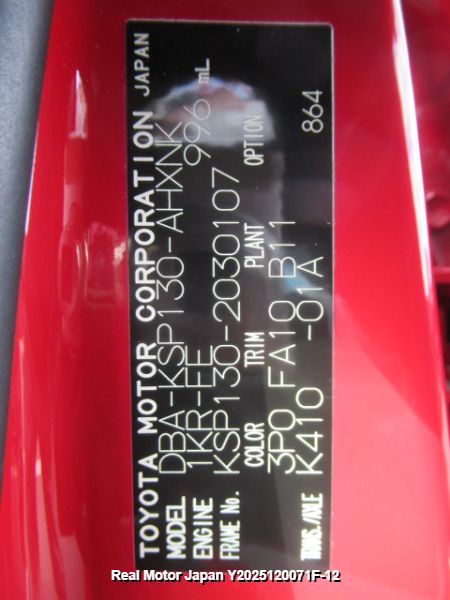 TOYOTA MOTOR CORPORATION JAPAN
MODEL DBA-KSP130-AHXNK
ENGINE 1KR-FE 996 mL
FRAME No. KSP130-2030107
COLOR TRIM PLANT OPTION
3P0 FA10 B11
TRANS./AXLE K410 -01A 864
Real Motor Japan Y2025120071F-12